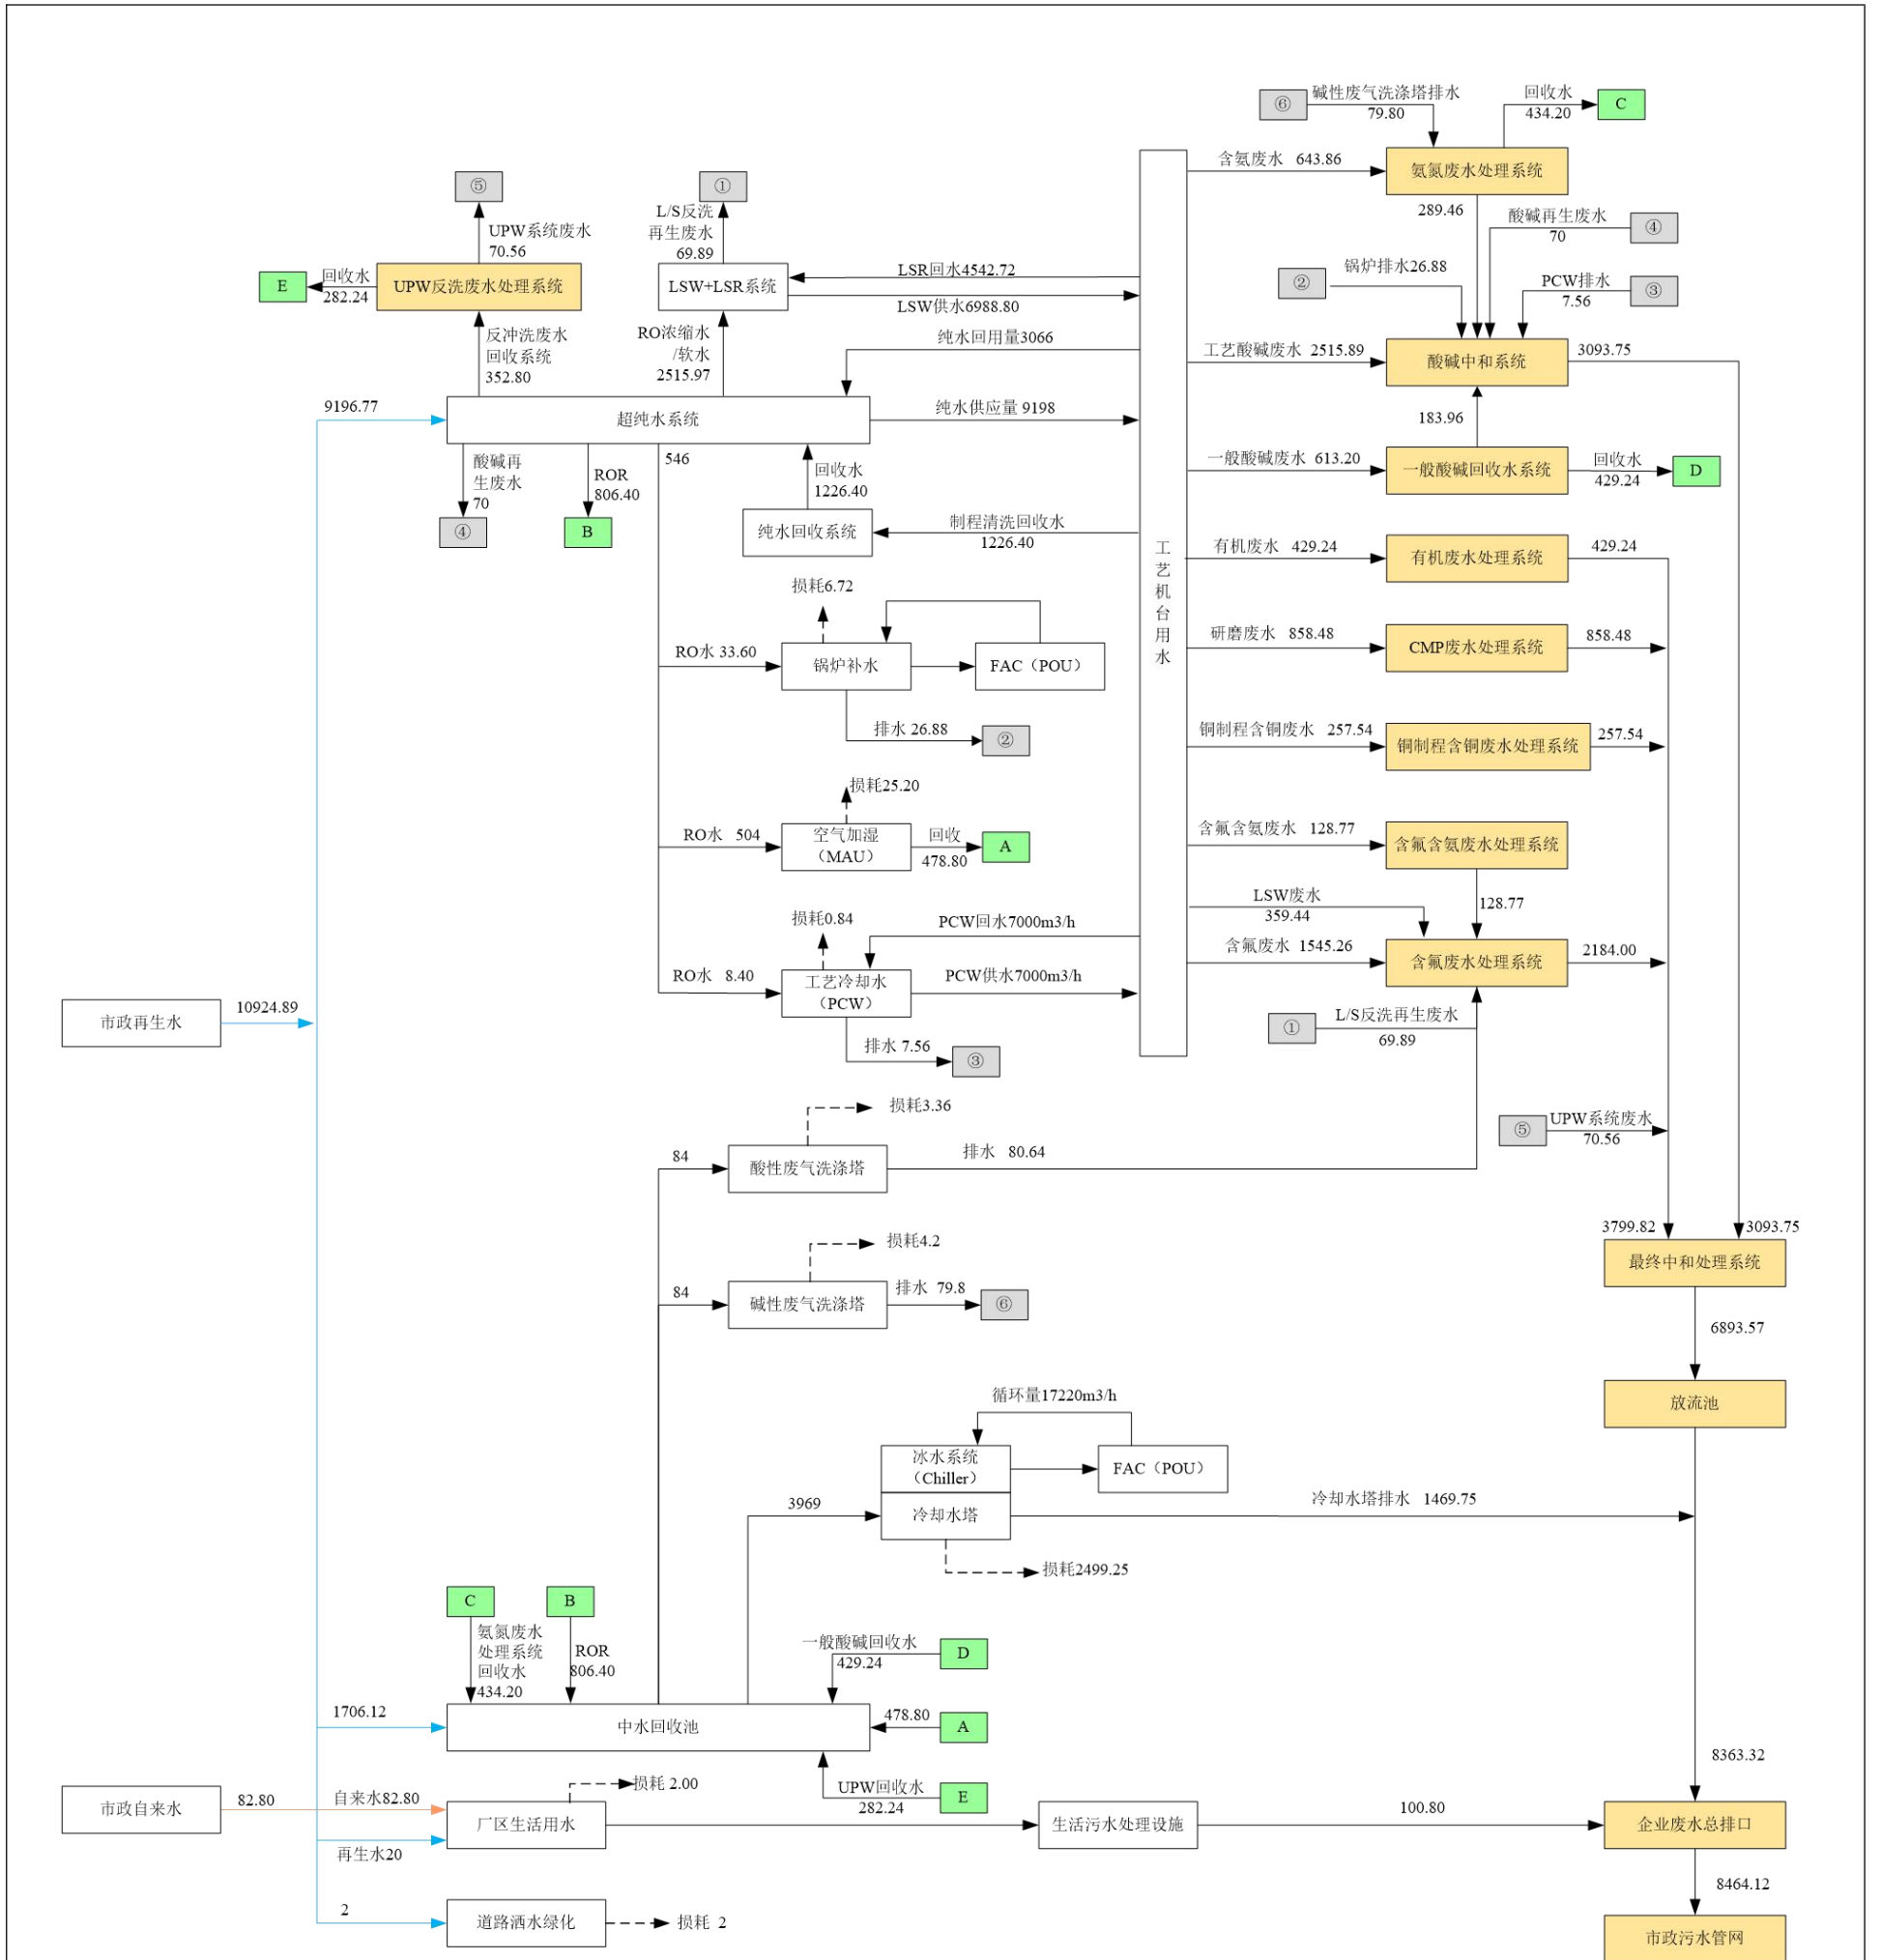 ⑥
碱性废气洗涤塔排水
79.80
回收水
434.20
C
含氨废水 643.86
氨氮废水处理系统
289.46
酸碱再生废水
70
④
锅炉排水26.88
②
PCW排水
7.56
③
⑤
UPW系统废水
70.56
①
L/S反洗
再生废水
69.89
E
回收水
282.24
UPW反洗废水处理系统
LSW+LSR系统
LSR回水4542.72
LSW供水6988.80
反冲洗废水
回收系统
352.80
RO浓缩水
/软水
2515.97
纯水回用量3066
工艺酸碱废水 2515.89
酸碱中和系统
3093.75
9196.77
超纯水系统
纯水供应量 9198
183.96
酸碱再
生废水
70
④
ROR
806.40
B
546
回收水
1226.40
纯水回收系统
制程清洗回收水
1226.40
一般酸碱废水 613.20
一般酸碱回收水系统
回收水
429.24
D
工艺机台用水
有机废水 429.24
有机废水处理系统
429.24
损耗6.72
RO水 33.60
锅炉补水
FAC（POU）
排水 26.88
②
研磨废水 858.48
CMP废水处理系统
858.48
铜制程含铜废水 257.54
铜制程含铜废水处理系统
257.54
损耗25.20
RO水 504
空气加湿
（MAU）
回收
478.80
A
含氟含氨废水 128.77
含氟含氨废水处理系统
128.77
LSW废水
359.44
损耗0.84
PCW回水7000m3/h
RO水 8.40
工艺冷却水
（PCW）
PCW供水7000m3/h
含氟废水 1545.26
含氟废水处理系统
2184.00
排水 7.56
③
①
L/S反洗再生废水
69.89
市政再生水
10924.89
损耗3.36
84
酸性废气洗涤塔
排水 80.64
⑤
UPW系统废水
70.56
损耗4.2
84
碱性废气洗涤塔
排水 79.8
⑥
3799.82
3093.75
最终中和处理系统
6893.57
放流池
循环量17220m3/h
冰水系统
（Chiller）
FAC（POU）
3969
冷却水塔
冷却水塔排水 1469.75
损耗2499.25
C
氨氮废水
处理系统
回收水
434.20
B
ROR
806.40
一般酸碱回收水
429.24
D
1706.12
中水回收池
478.80
A
UPW回收水
282.24
E
8363.32
市政自来水
82.80
自来水82.80
损耗 2.00
厂区生活用水
再生水20
生活污水处理设施
100.80
企业废水总排口
8464.12
2
道路洒水绿化
损耗 2
市政污水管网